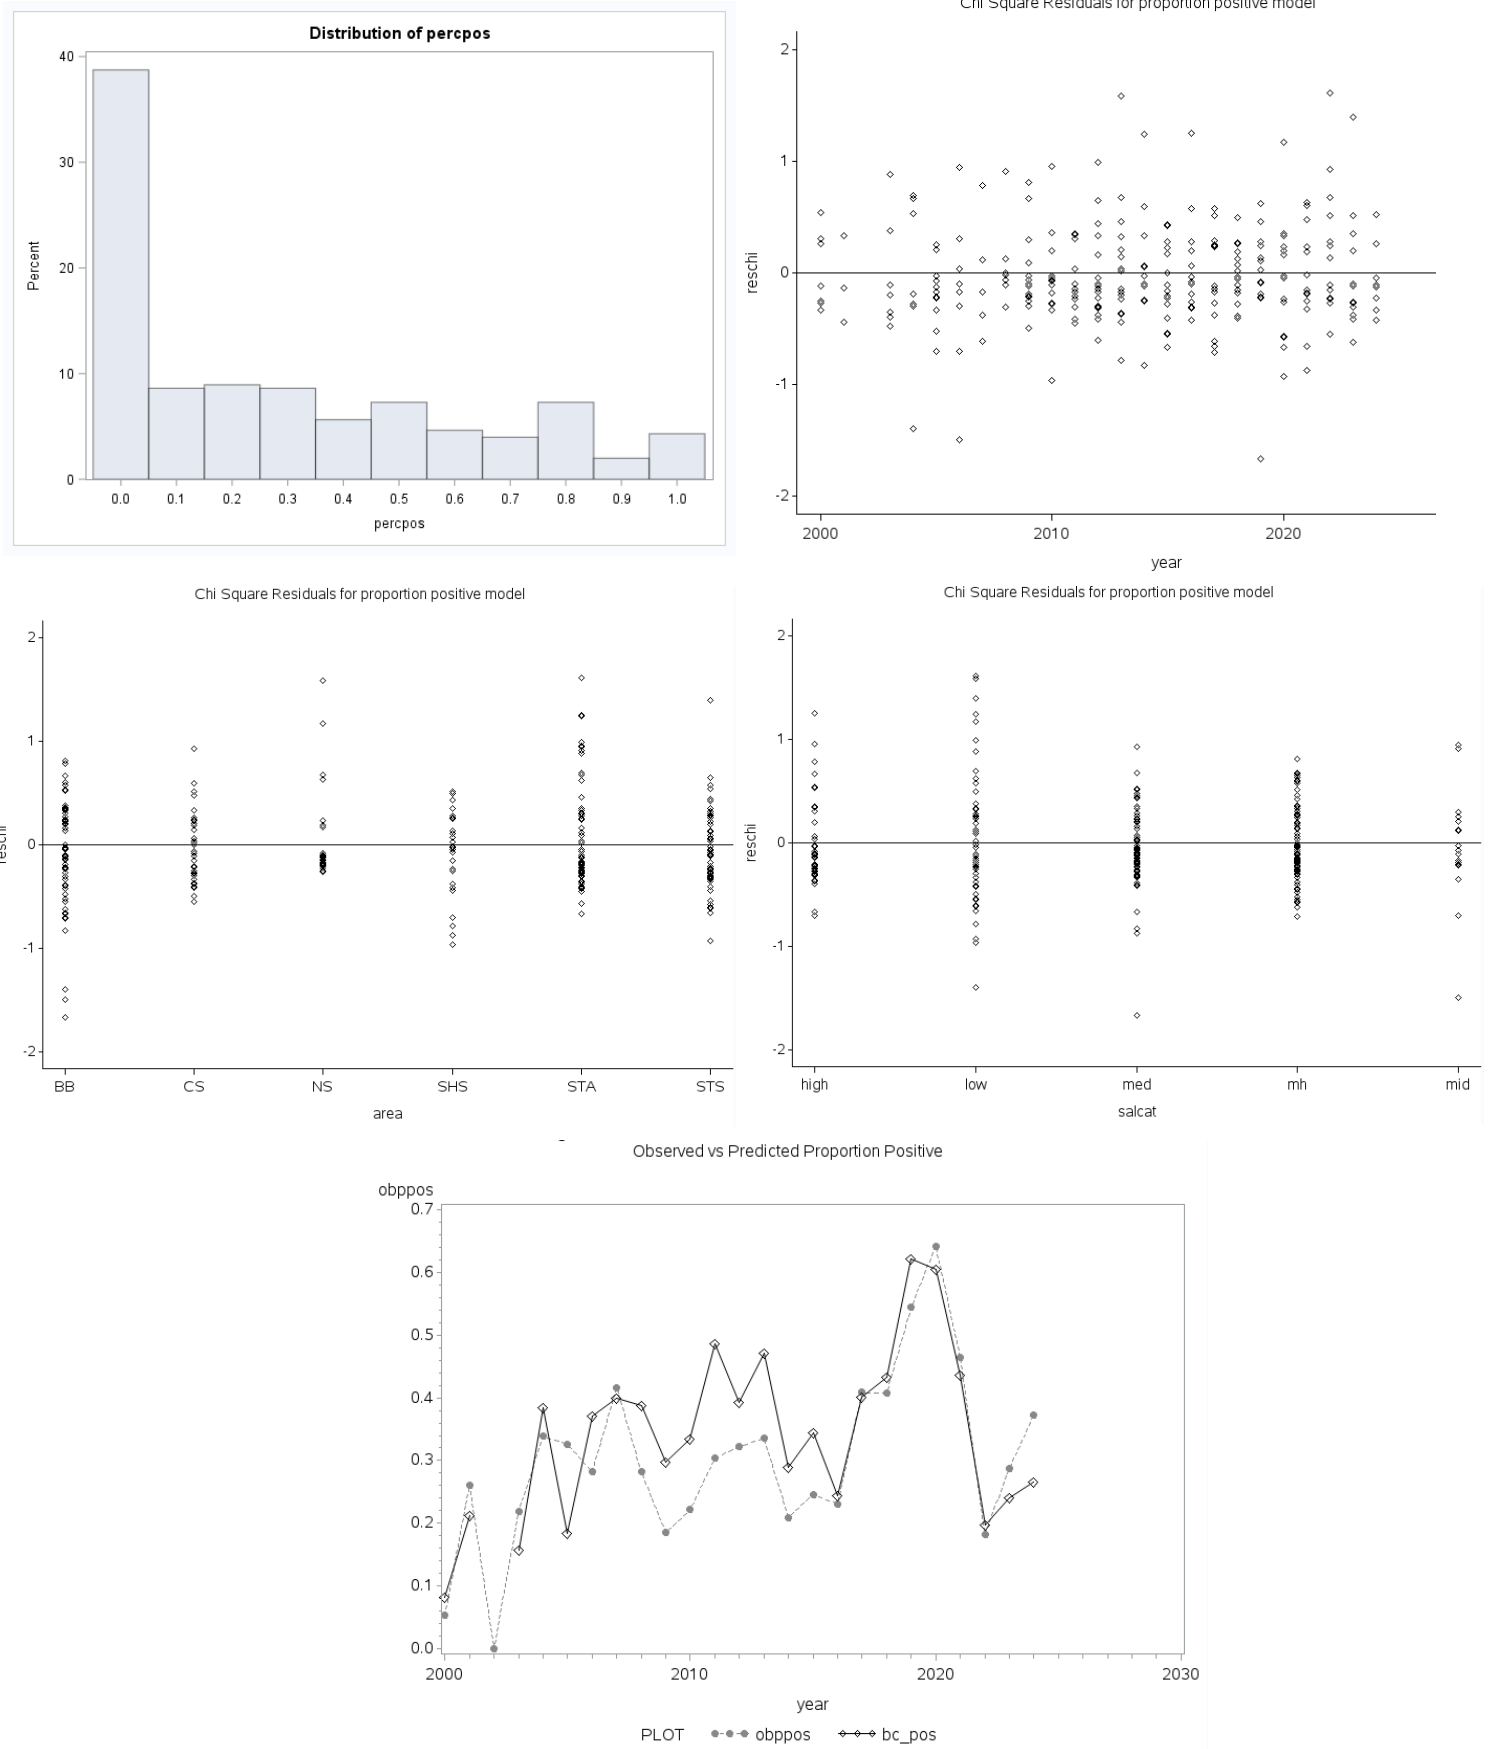 Distribution of percpos
40
30
20
10
0
Percent
0.0 0.1 0.2 0.3 0.4 0.5 0.6 0.7 0.8 0.9 1.0
percpos
Chi Square Residuals for proportion positive model
2
1
0
-1
-2
reschi
2000 2010 2020
year
Chi Square Residuals for proportion positive model
2
1
0
-1
-2
reschi
BB CS NS SHS STA STS
area
Chi Square Residuals for proportion positive model
2
1
0
-1
-2
reschi
high low med mh mid
salcat
Observed vs Predicted Proportion Positive
obppos
0.7
0.6
0.5
0.4
0.3
0.2
0.1
0.0
2000 2010 2020 2030
year
PLOT obppos bc_pos